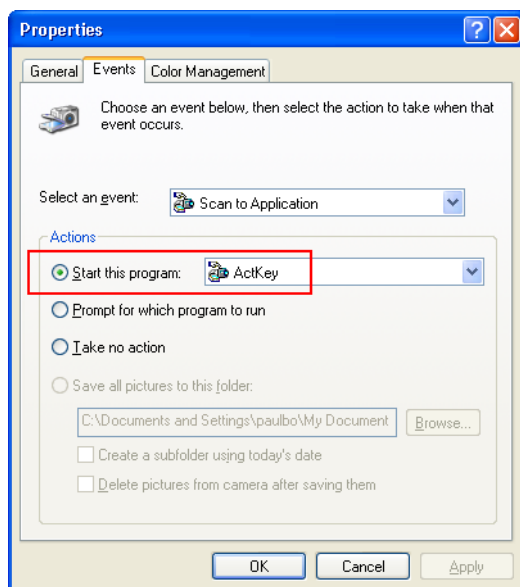 Properties
General Events Color Management
Choose an event below, then select the action to take when that
event occurs.
Select an event: Scan to Application
Actions
Start this program: ActKey
Prompt for which program to run
Take no action
Save all pictures to this folder:
C:\Documents and Settings\paulbo\My Document Browse...
Create a subfolder using today's date
Delete pictures from camera after saving them
OK Cancel Apply